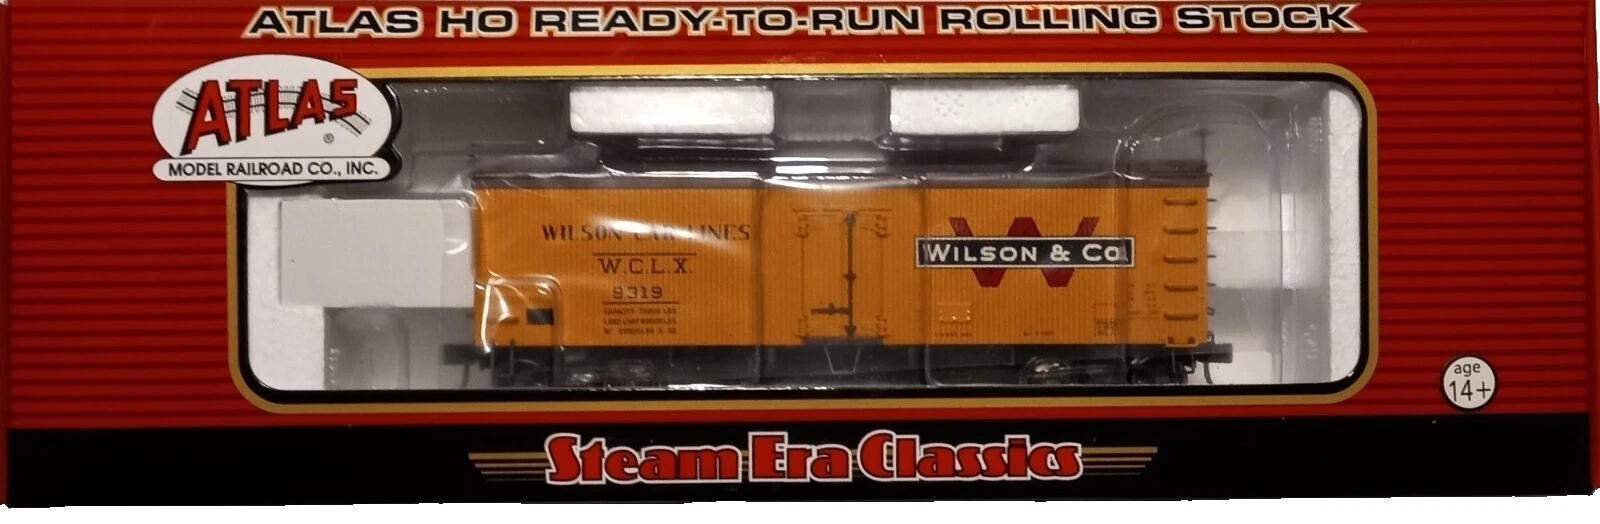 ATLAS HO READY-TO-RUN ROLLING STOCK
ATLAS
®
MODEL RAILROAD CO., INC.
WILSON CAR LINES
W.C.L.X.
9319
WILSON & CO.
W
age
14+
Steam Era Classics